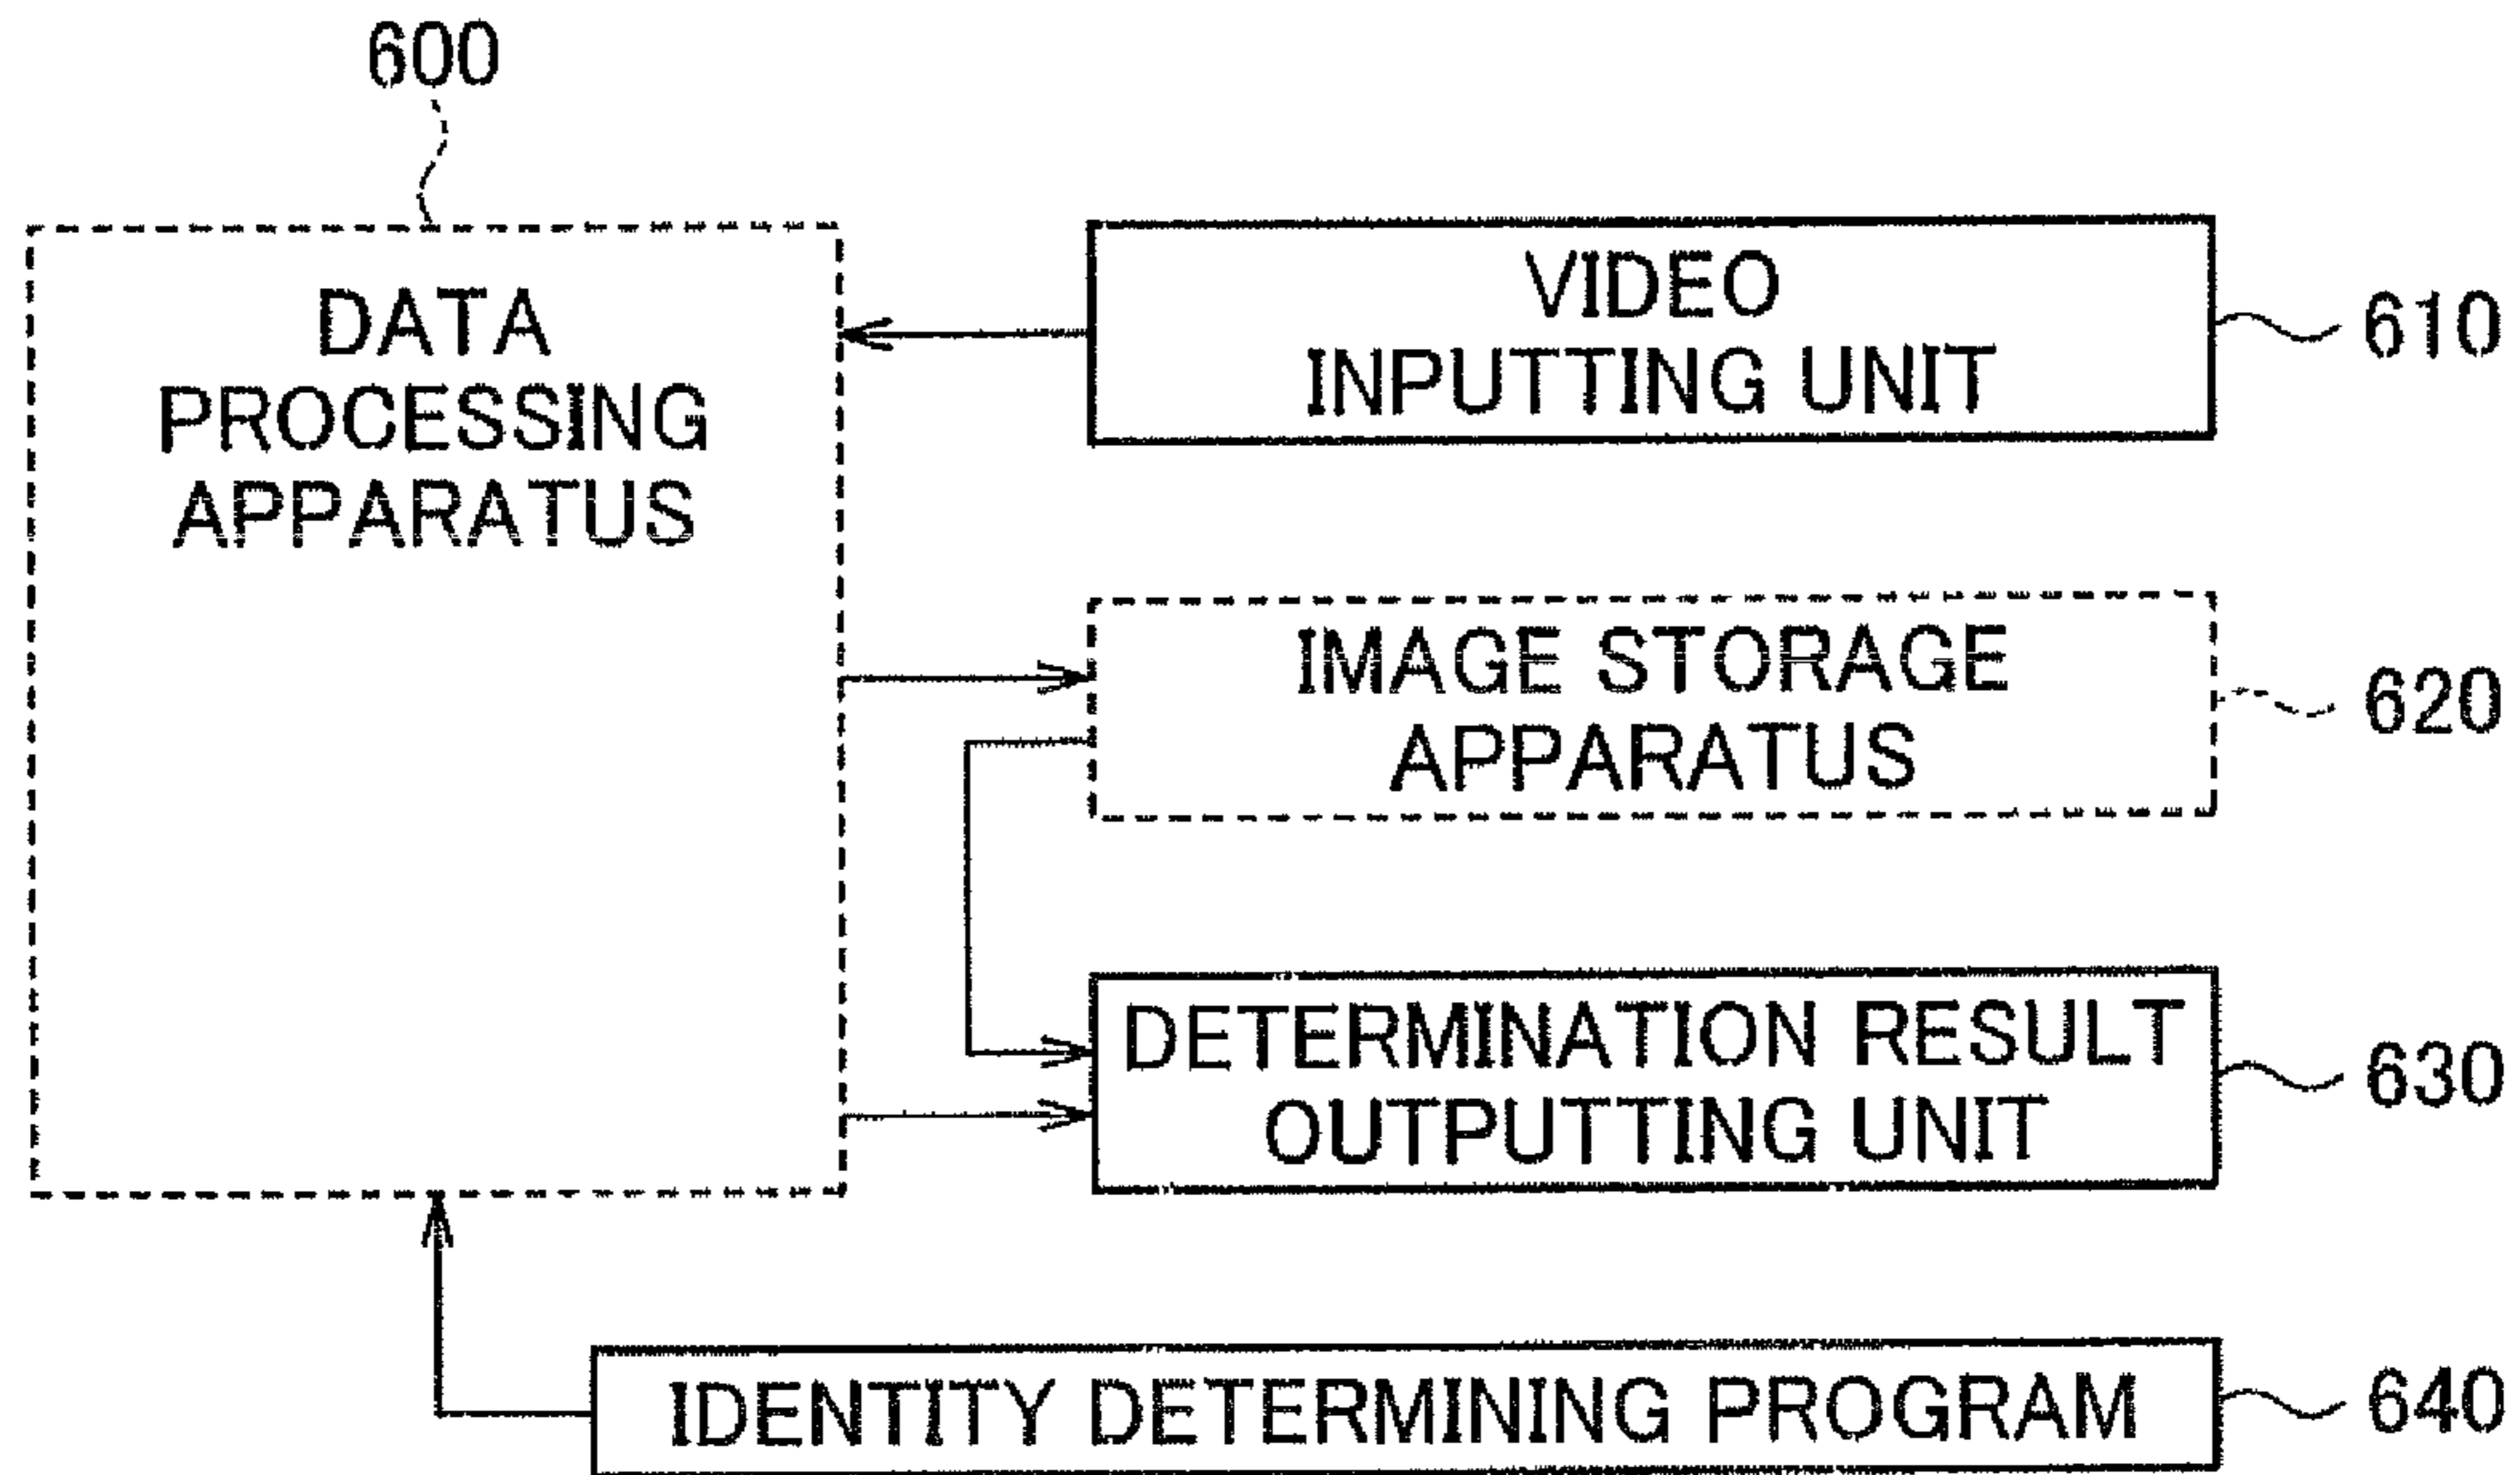 600
DATA
PROCESSING
APPARATUS
VIDEO
INPUTTING UNIT
610
IMAGE STORAGE
APPARATUS
620
DETERMINATION RESULT
OUTPUTTING UNIT
630
IDENTITY DETERMINING PROGRAM
640